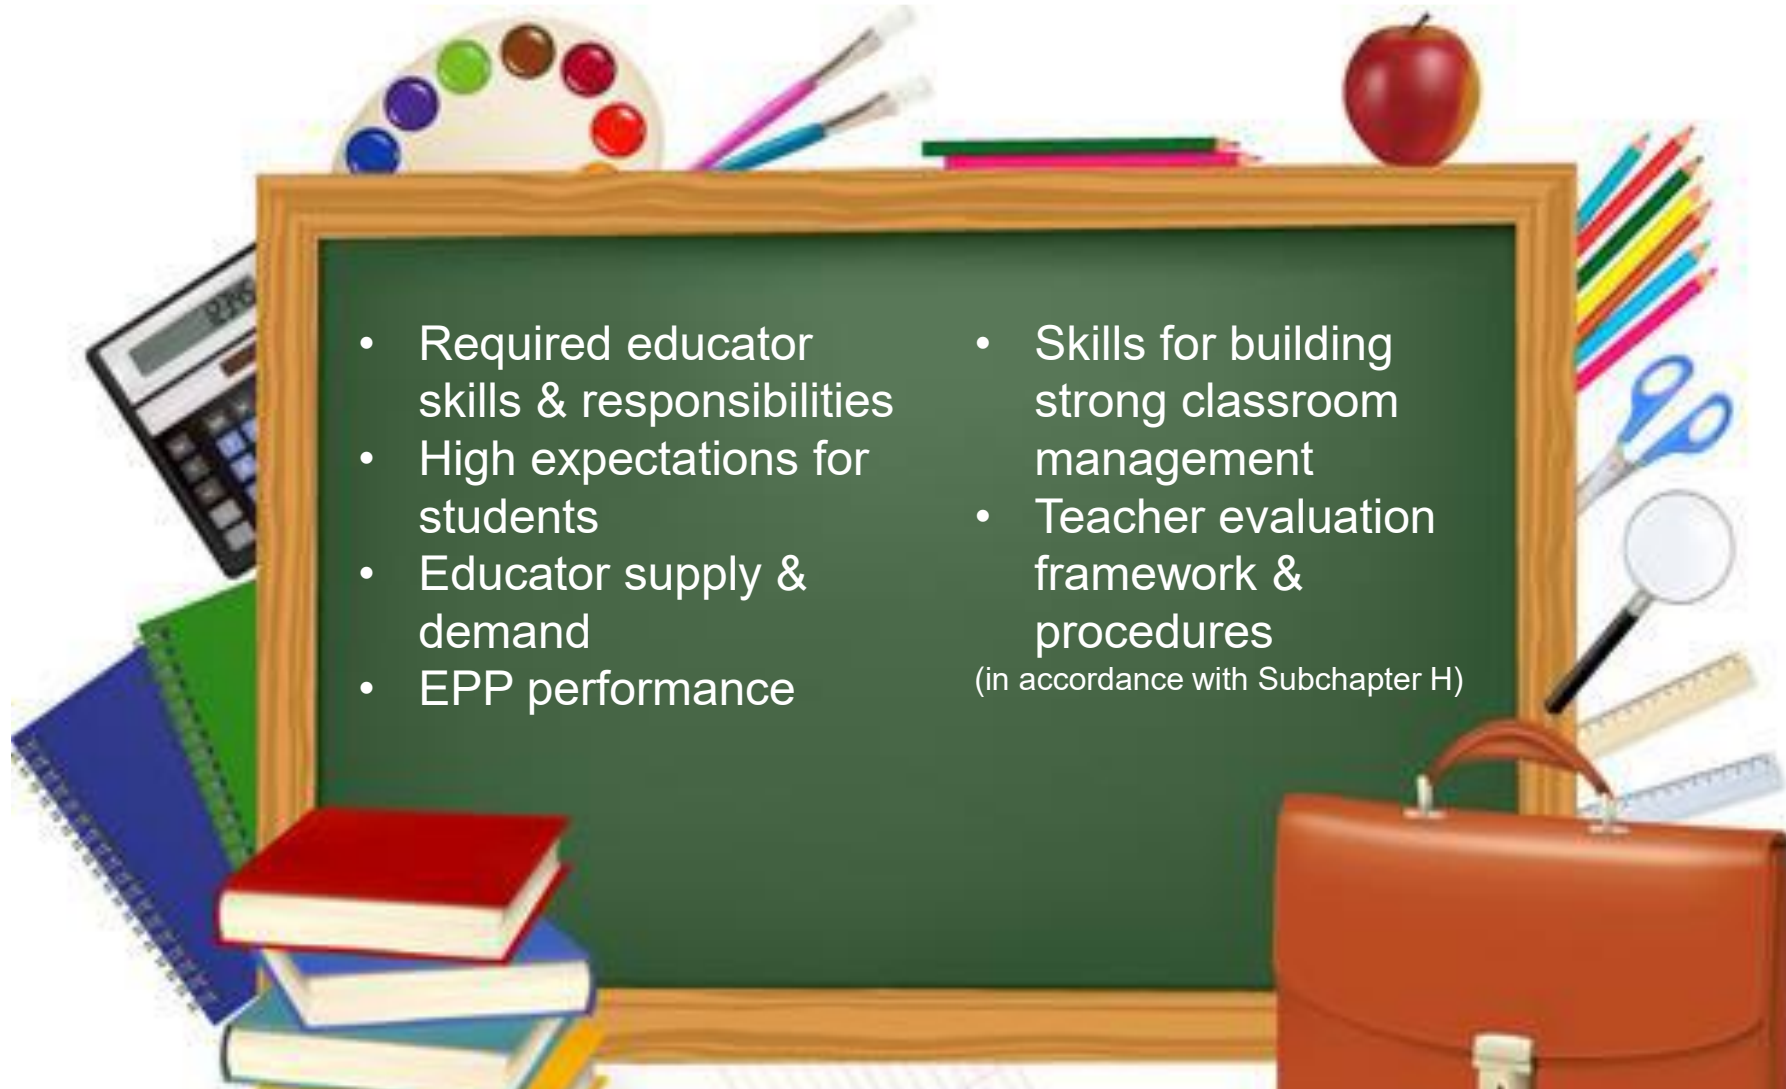 • Required educator
skills & responsibilities
• High expectations for
students
• Educator supply &
demand
• EPP performance
• Skills for building
strong classroom
management
• Teacher evaluation
framework &
procedures
(in accordance with Subchapter H)